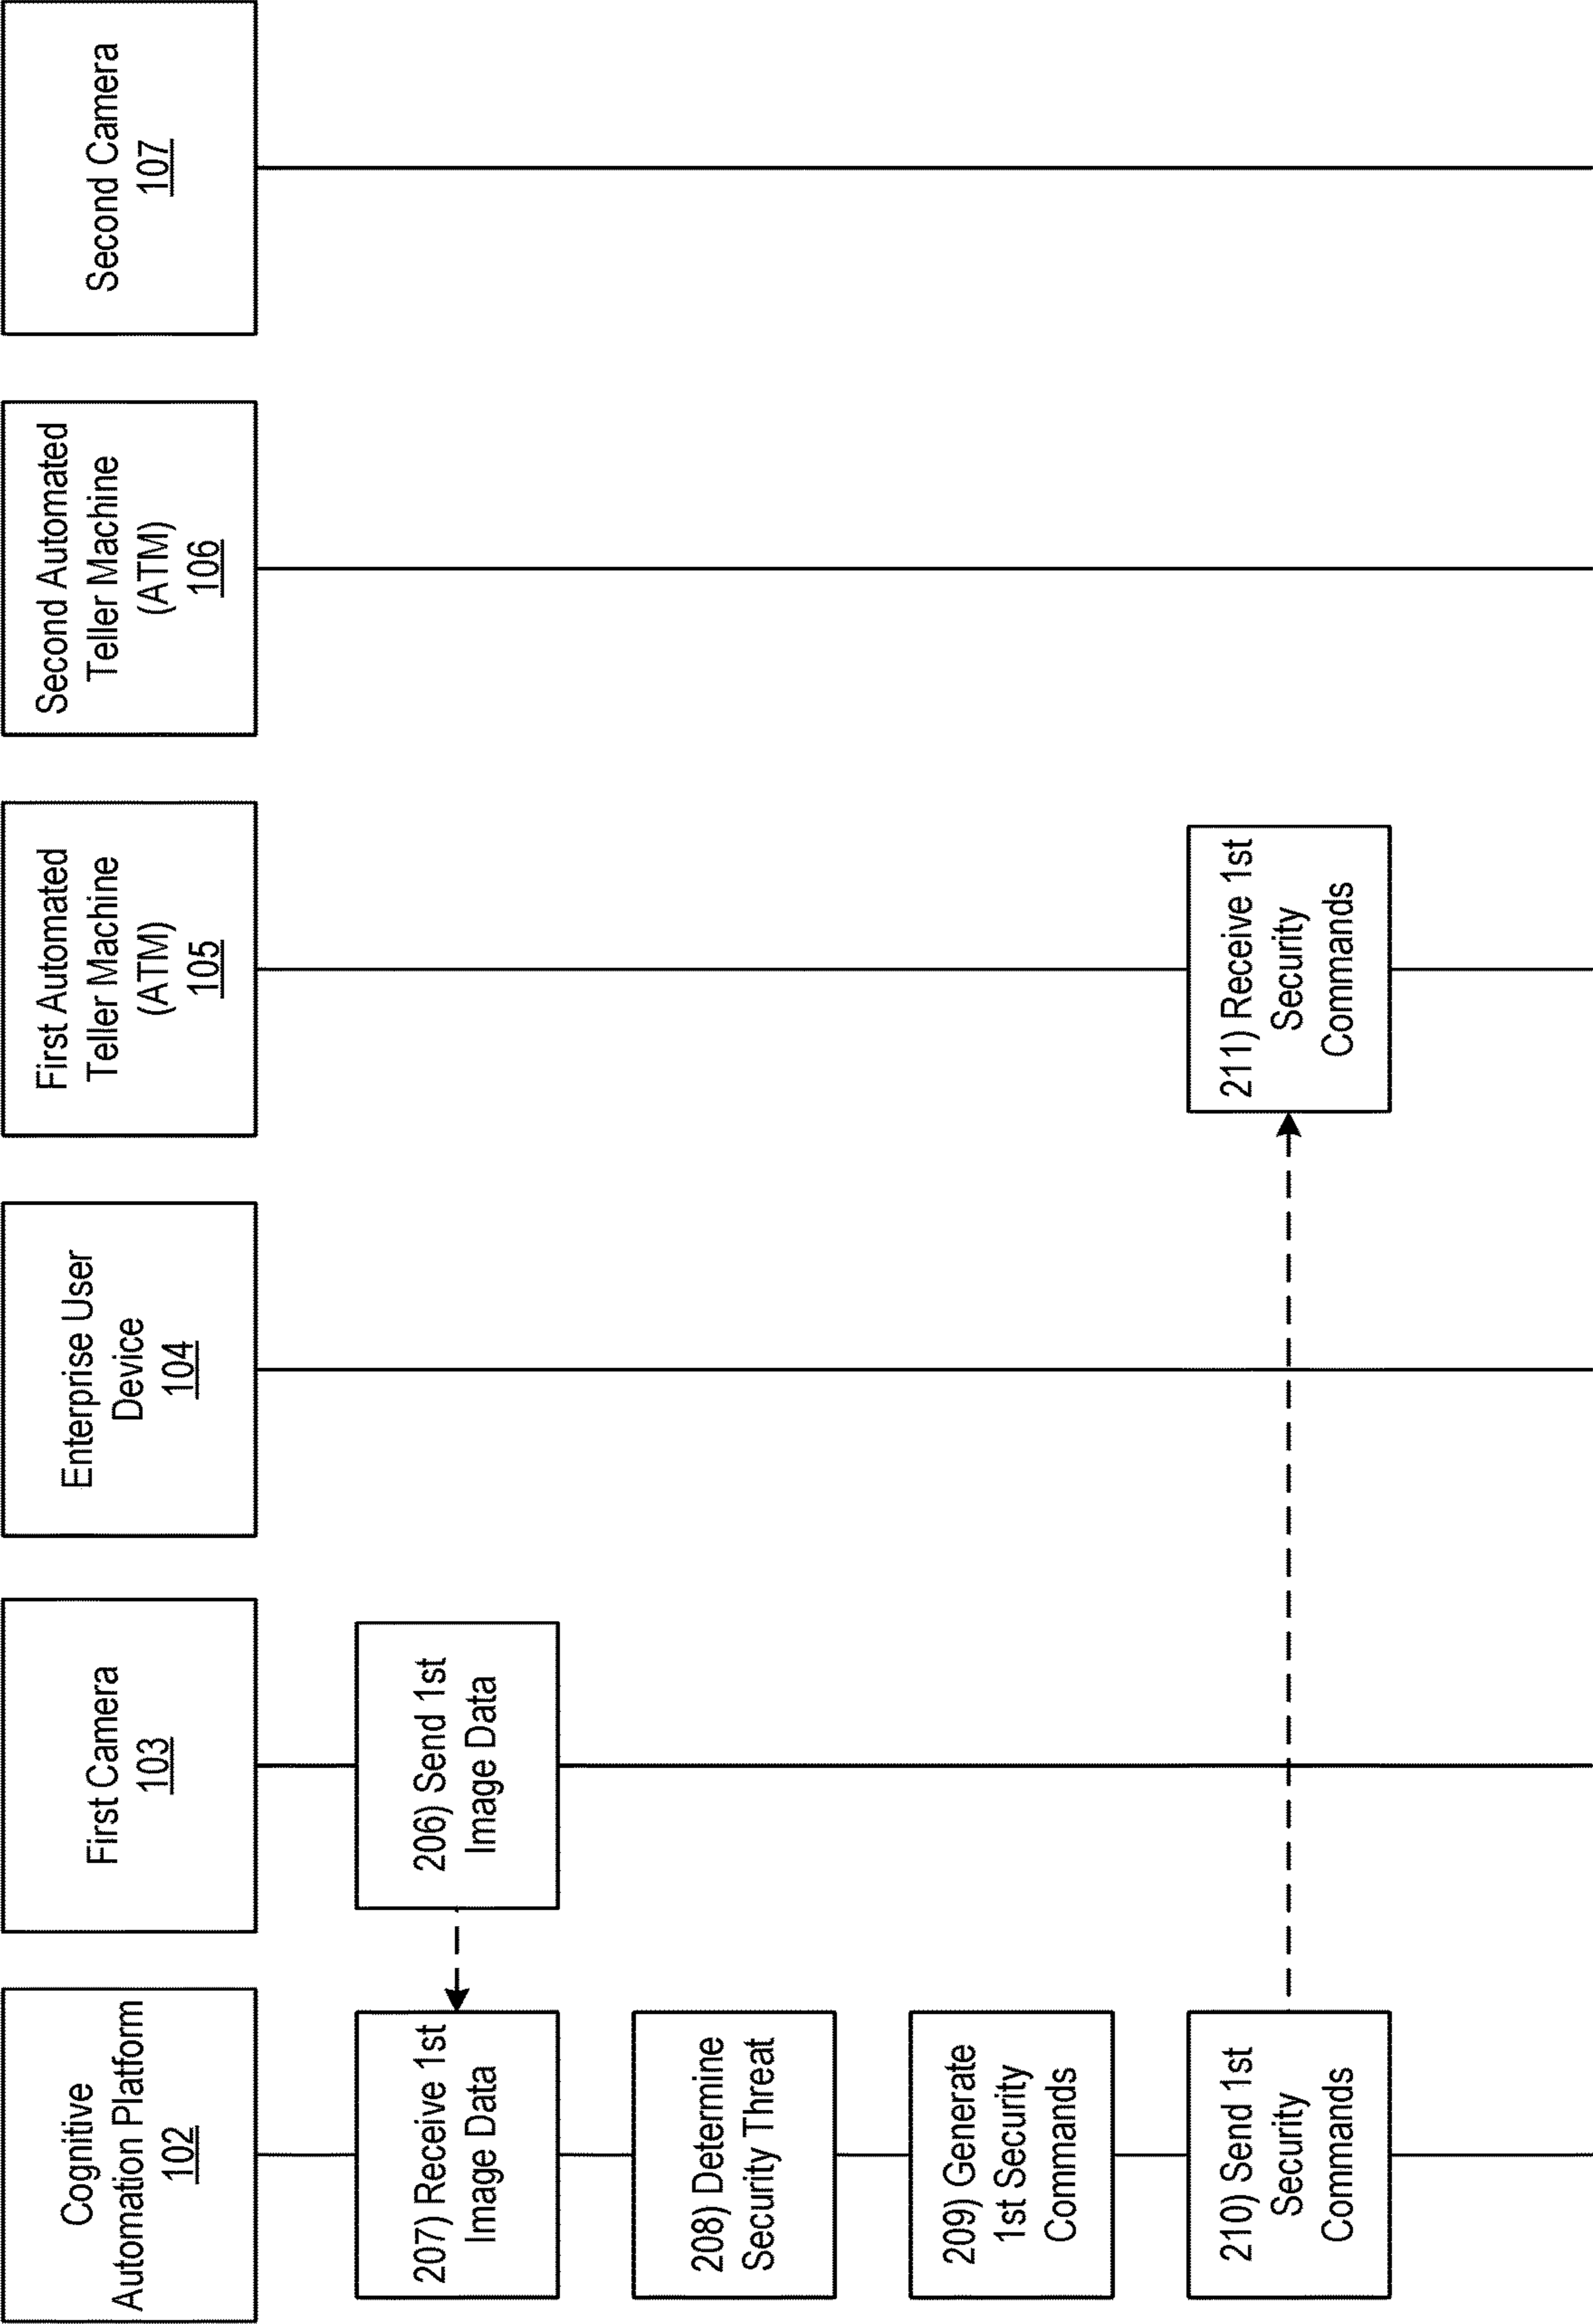 Cognitive
Automation Platform
102
First Camera
103
Enterprise User
Device
104
First Automated
Teller Machine
(ATM)
105
Second Automated
Teller Machine
(ATM)
106
Second Camera
107
206) Send 1st
Image Data
207) Receive 1st
Image Data
208) Determine
Security Threat
209) Generate
1st Security
Commands
210) Send 1st
Security
Commands
211) Receive 1st
Security
Commands